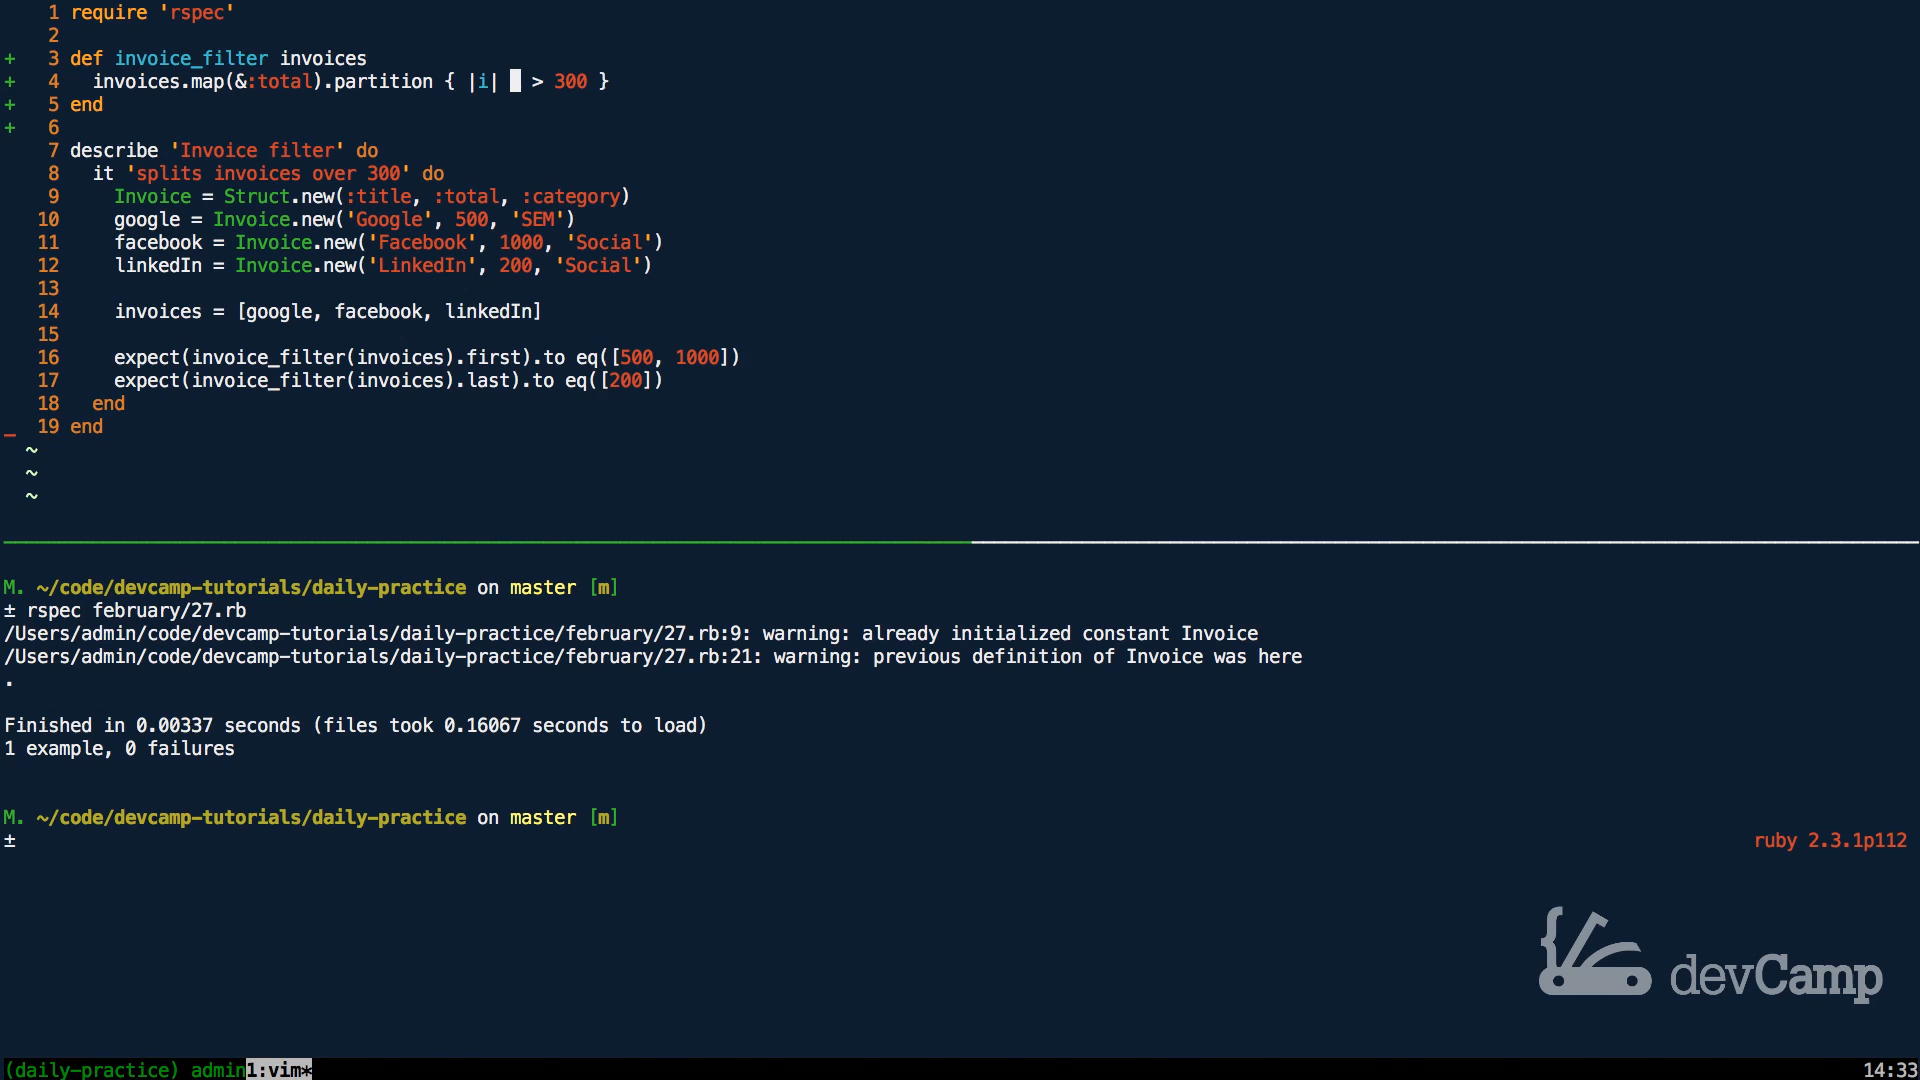 1 require 'rspec'
2
+ 3 def invoice_filter invoices
+ 4   invoices.map(&:total).partition { |i| > 300 }
+ 5 end
+ 6
7 describe 'Invoice filter' do
8   it 'splits invoices over 300' do
9     Invoice = Struct.new(:title, :total, :category)
10     google = Invoice.new('Google', 500, 'SEM')
11     facebook = Invoice.new('Facebook', 1000, 'Social')
12     linkedIn = Invoice.new('LinkedIn', 200, 'Social')
13
14     invoices = [google, facebook, linkedIn]
15
16     expect(invoice_filter(invoices).first).to eq([500, 1000])
17     expect(invoice_filter(invoices).last).to eq([200])
18   end
_ 19 end
~
~
~
M. ~/code/devcamp-tutorials/daily-practice on master [m]
± rspec february/27.rb
/Users/admin/code/devcamp-tutorials/daily-practice/february/27.rb:9: warning: already initialized constant Invoice
/Users/admin/code/devcamp-tutorials/daily-practice/february/27.rb:21: warning: previous definition of Invoice was here
.
Finished in 0.00337 seconds (files took 0.16067 seconds to load)
1 example, 0 failures
M. ~/code/devcamp-tutorials/daily-practice on master [m]
± ruby 2.3.1p112
devCamp
(daily-practice) admin1:vim* 14:33